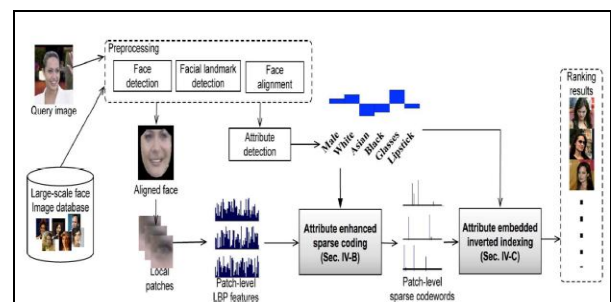 Preprocessing
Face
detection
Facial landmark
detection
Face
alignment
Query image
Ranking
results
Attribute
detection
Male
White
Asian
Black
Glasses
Lipstick
Large-scale face
Image database
Aligned face
Local
patches
Patch-level
LBP features
Attribute enhanced
sparse coding
(Sec. IV-B)
Patch-level
sparse codewords
Attribute embedded
inverted indexing
(Sec. IV-C)